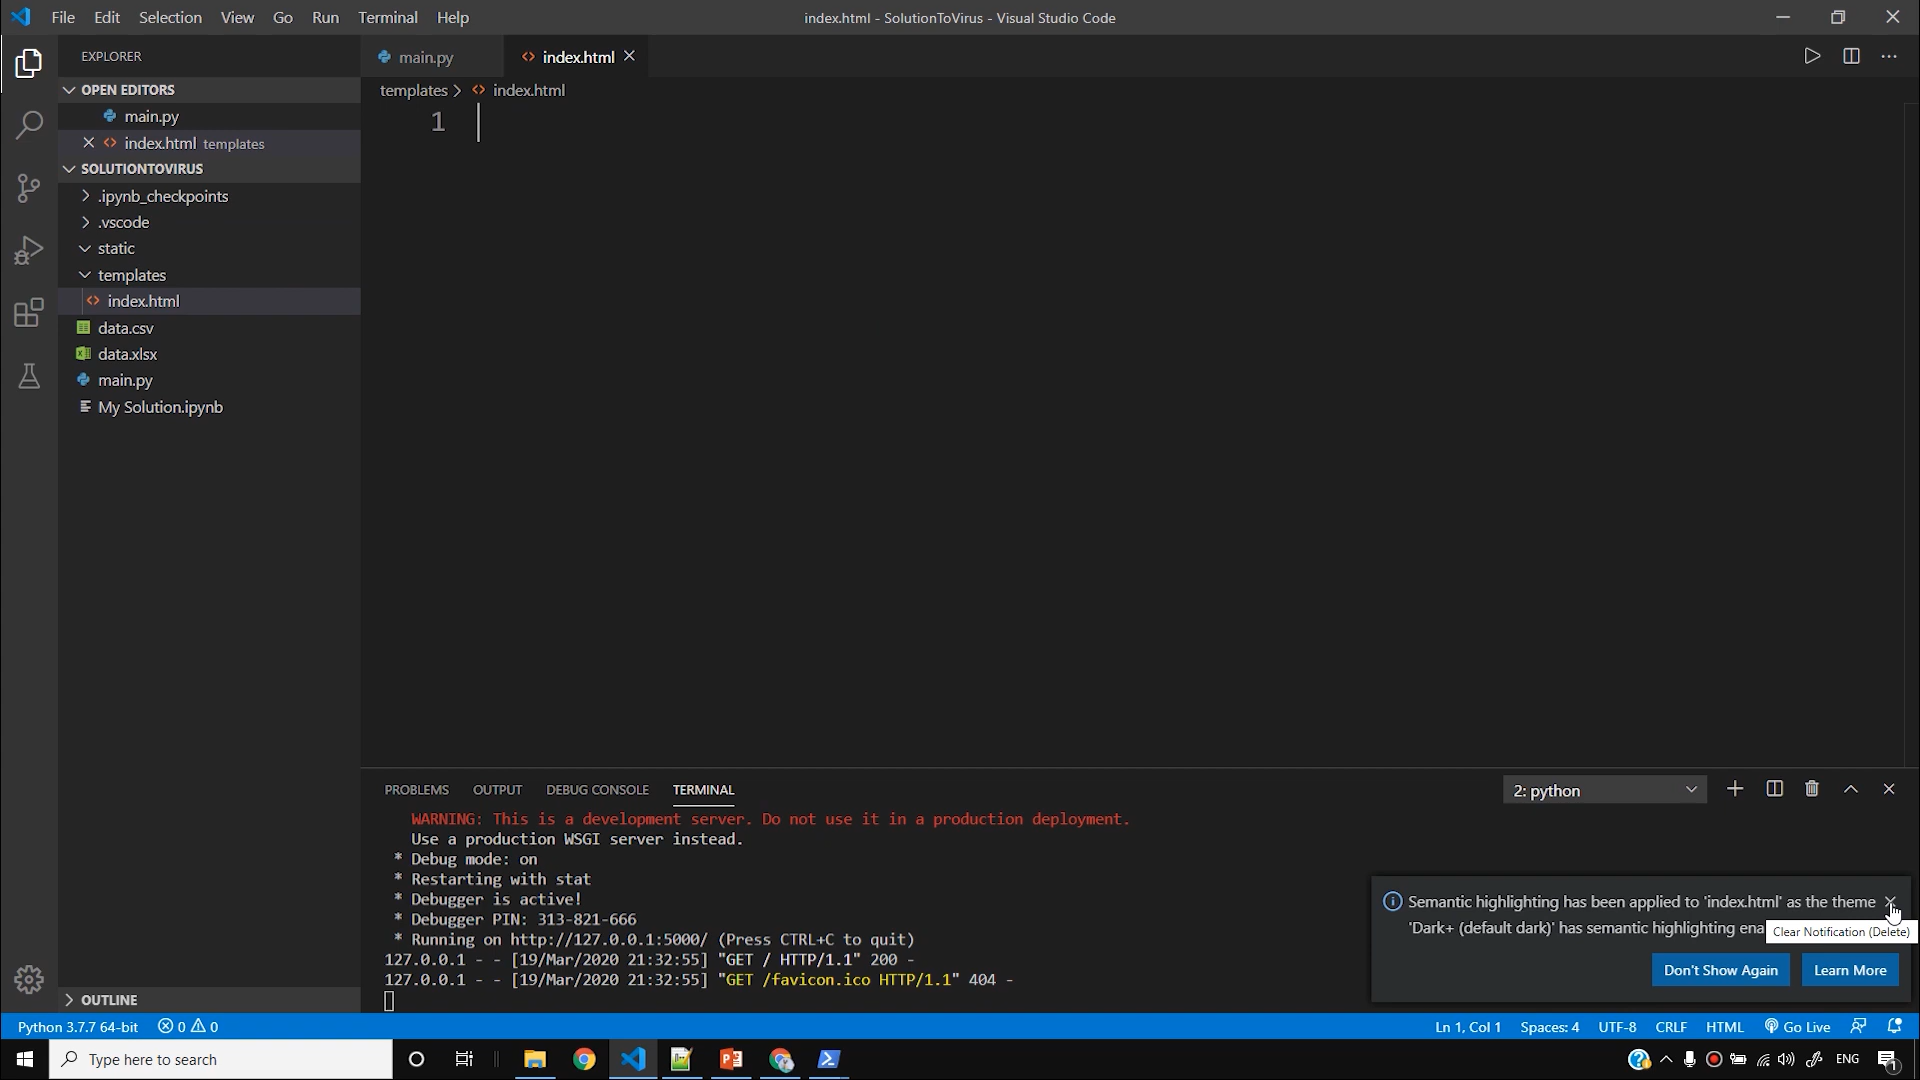 File Edit Selection View Go Run Terminal Help
index.html - SolutionToVirus - Visual Studio Code
EXPLORER
OPEN EDITORS
main.py
index.html templates
SOLUTIONTOVIRUS
.ipynb_checkpoints
.vscode
static
templates
index.html
data.csv
data.xlsx
main.py
My Solution.ipynb
OUTLINE
main.py
index.html
templates > index.html
1
PROBLEMS OUTPUT DEBUG CONSOLE TERMINAL
2: python
WARNING: This is a development server. Do not use it in a production deployment.
Use a production WSGI server instead.
* Debug mode: on
* Restarting with stat
* Debugger is active!
* Debugger PIN: 313-821-666
* Running on http://127.0.0.1:5000/ (Press CTRL+C to quit)
127.0.0.1 - - [19/Mar/2020 21:32:55] "GET / HTTP/1.1" 200 -
127.0.0.1 - - [19/Mar/2020 21:32:55] "GET /favicon.ico HTTP/1.1" 404 -
Semantic highlighting has been applied to 'index.html' as the theme
'Dark+ (default dark)' has semantic highlighting ena
Clear Notification (Delete)
Don't Show Again
Learn More
Python 3.7.7 64-bit 0 0
Ln 1, Col 1 Spaces: 4 UTF-8 CRLF HTML Go Live
Type here to search
ENG
1